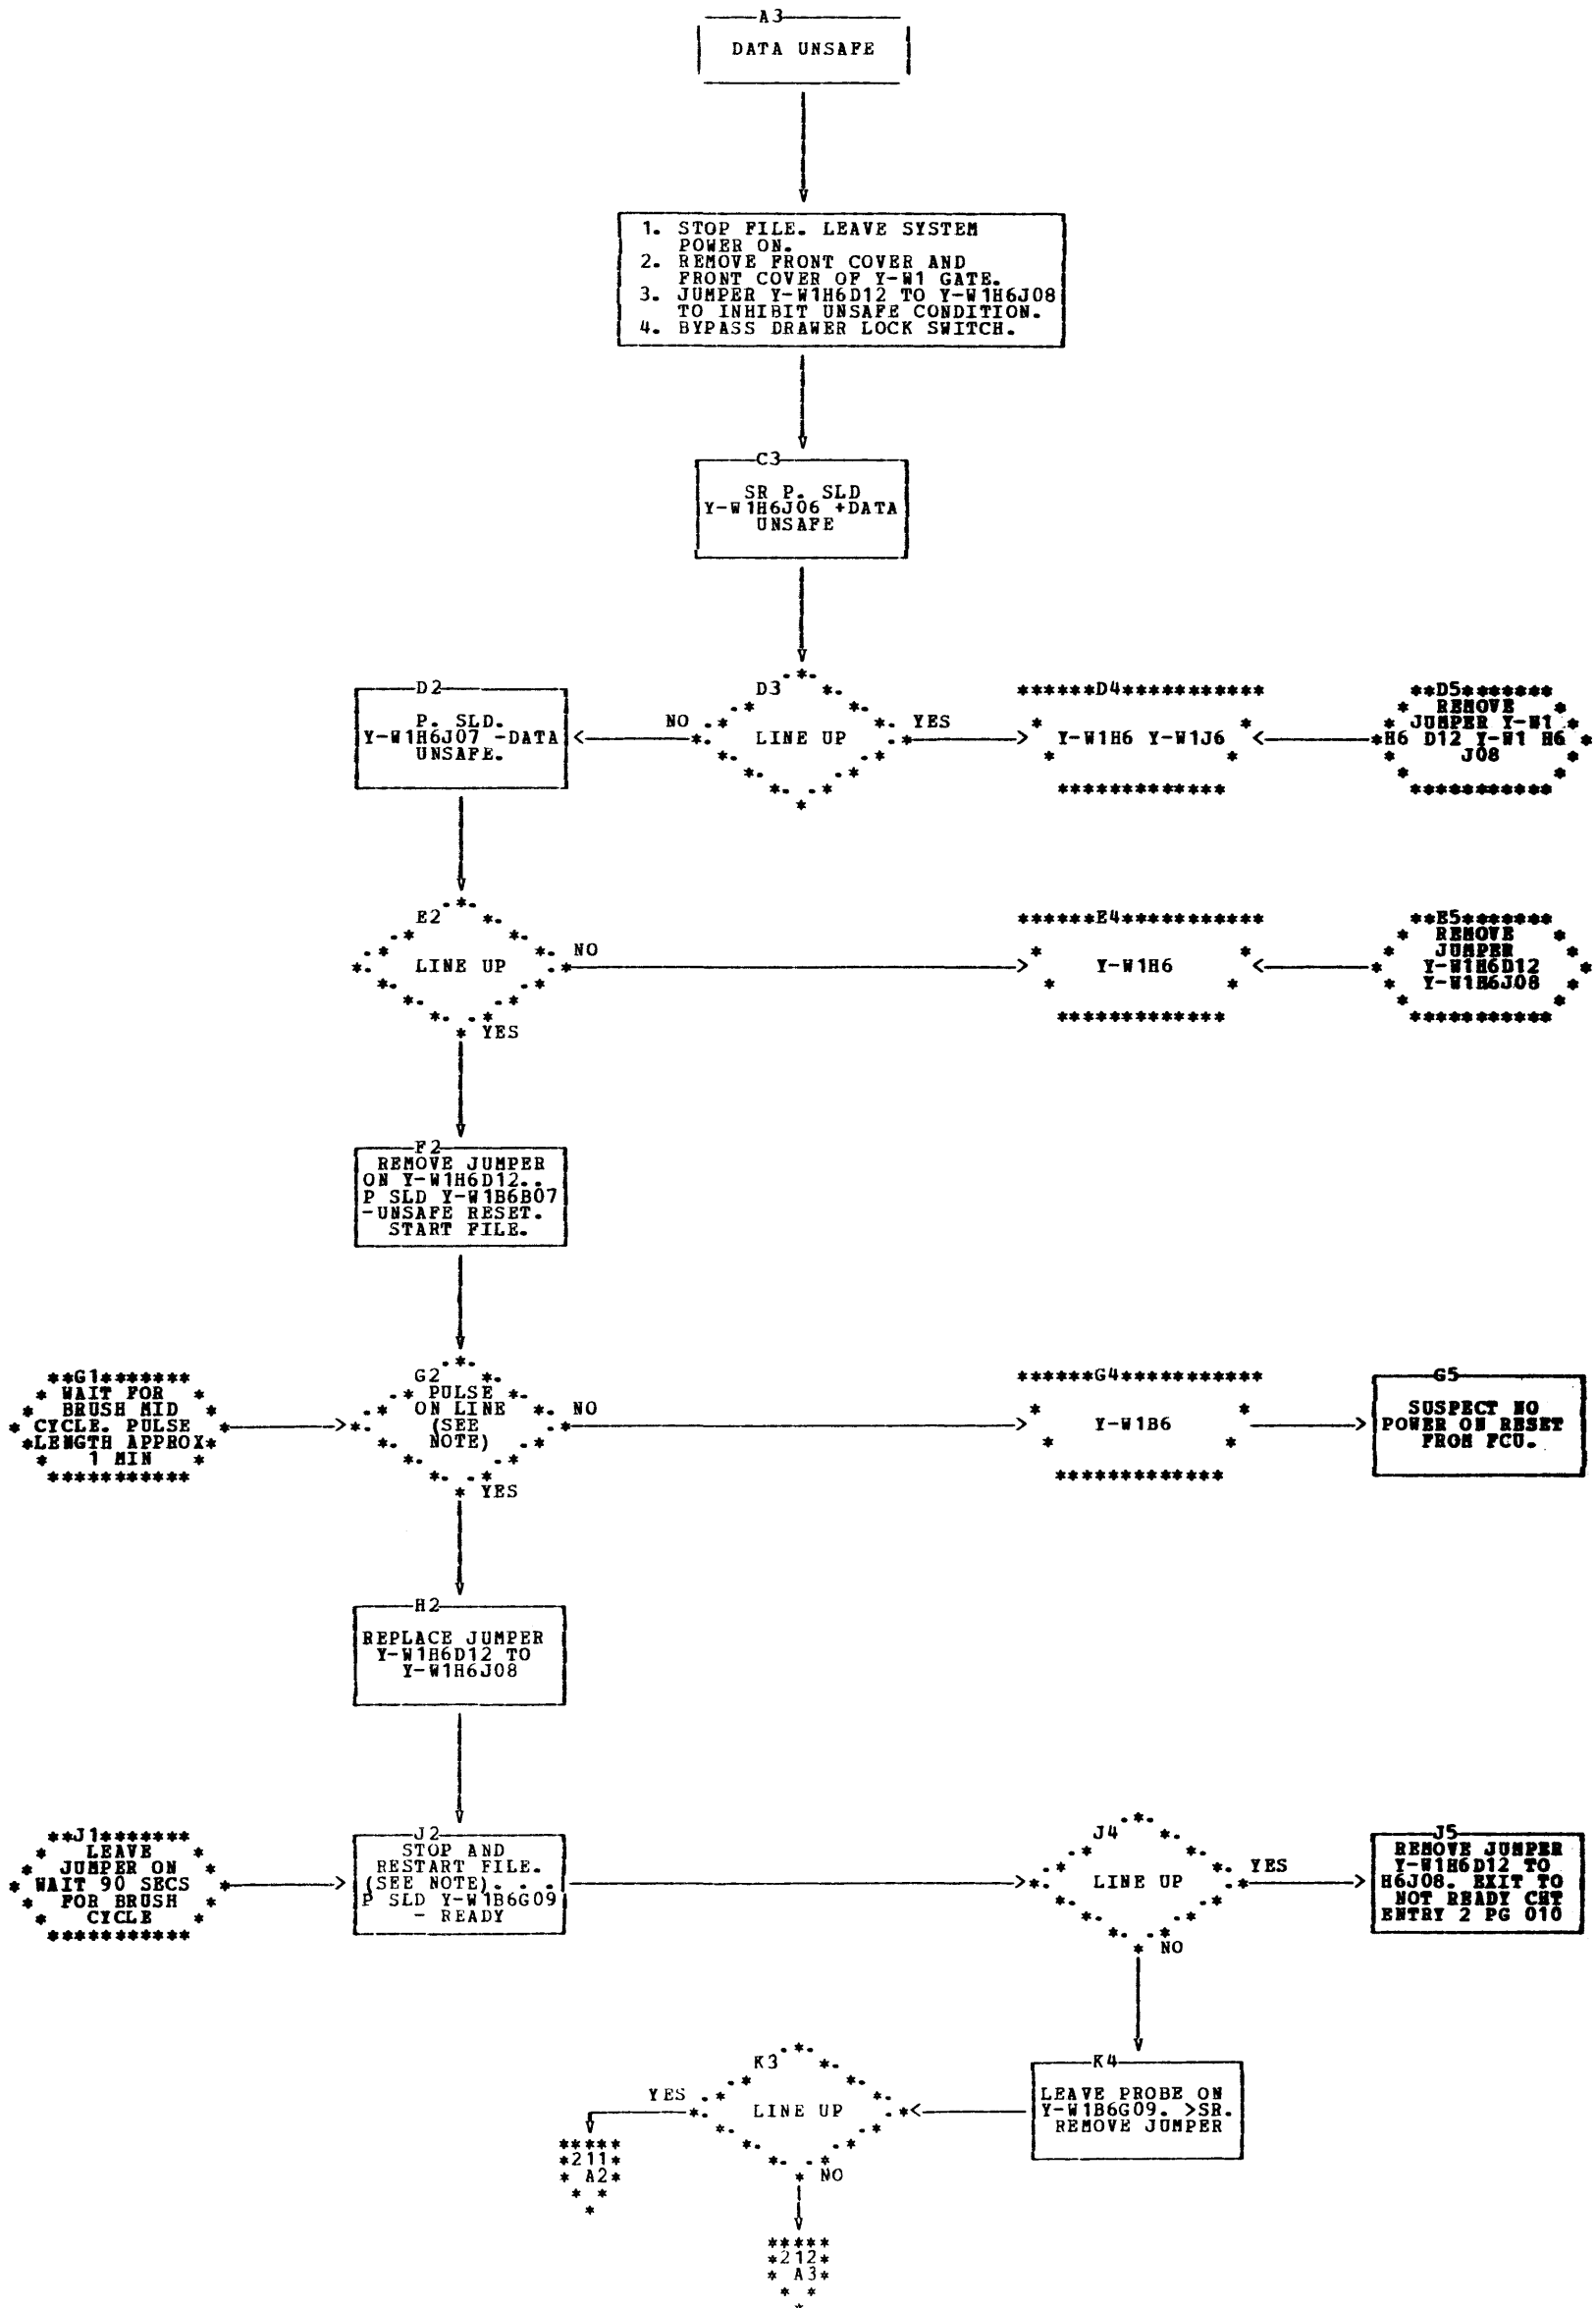 A3
DATA UNSAFE
1. STOP FILE. LEAVE SYSTEM
POWER ON.
2. REMOVE FRONT COVER AND
FRONT COVER OF Y-W1 GATE.
3. JUMPER Y-W1H6D12 TO Y-W1H6J08
TO INHIBIT UNSAFE CONDITION.
4. BYPASS DRAWER LOCK SWITCH.
C3
SR P. SLD
Y-W1H6J06 +DATA
UNSAFE
D2
P. SLD.
Y-W1H6J07 -DATA
UNSAFE.
NO
D3
LINE UP
YES
D4
Y-W1H6 Y-W1J6
D5
REMOVE
JUMPER Y-W1
H6 D12 Y-W1 H6
J08
E2
LINE UP
NO
YES
E4
Y-W1H6
E5
REMOVE
JUMPER
Y-W1H6D12
Y-W1H6J08
F2
REMOVE JUMPER
ON Y-W1H6D12..
P SLD Y-W1B6B07
-UNSAFE RESET.
START FILE.
G1
WAIT FOR
BRUSH MID
CYCLE. PULSE
LENGTH APPROX
1 MIN
G2
PULSE
ON LINE
(SEE
NOTE)
NO
YES
G4
Y-W1B6
G5
SUSPECT NO
POWER ON RESET
FROM FCU.
H2
REPLACE JUMPER
Y-W1H6D12 TO
Y-W1H6J08
J1
LEAVE
JUMPER ON
WAIT 90 SECS
FOR BRUSH
CYCLE
J2
STOP AND
RESTART FILE.
(SEE NOTE). . .
P SLD Y-W1B6G09
- READY
J4
LINE UP
YES
NO
J5
REMOVE JUMPER
Y-W1H6D12 TO
H6J08. EXIT TO
NOT READY CHT
ENTRY 2 PG 010
K3
LINE UP
YES
NO
K4
LEAVE PROBE ON
Y-W1B6G09. >SR.
REMOVE JUMPER
211
A2
212
A3